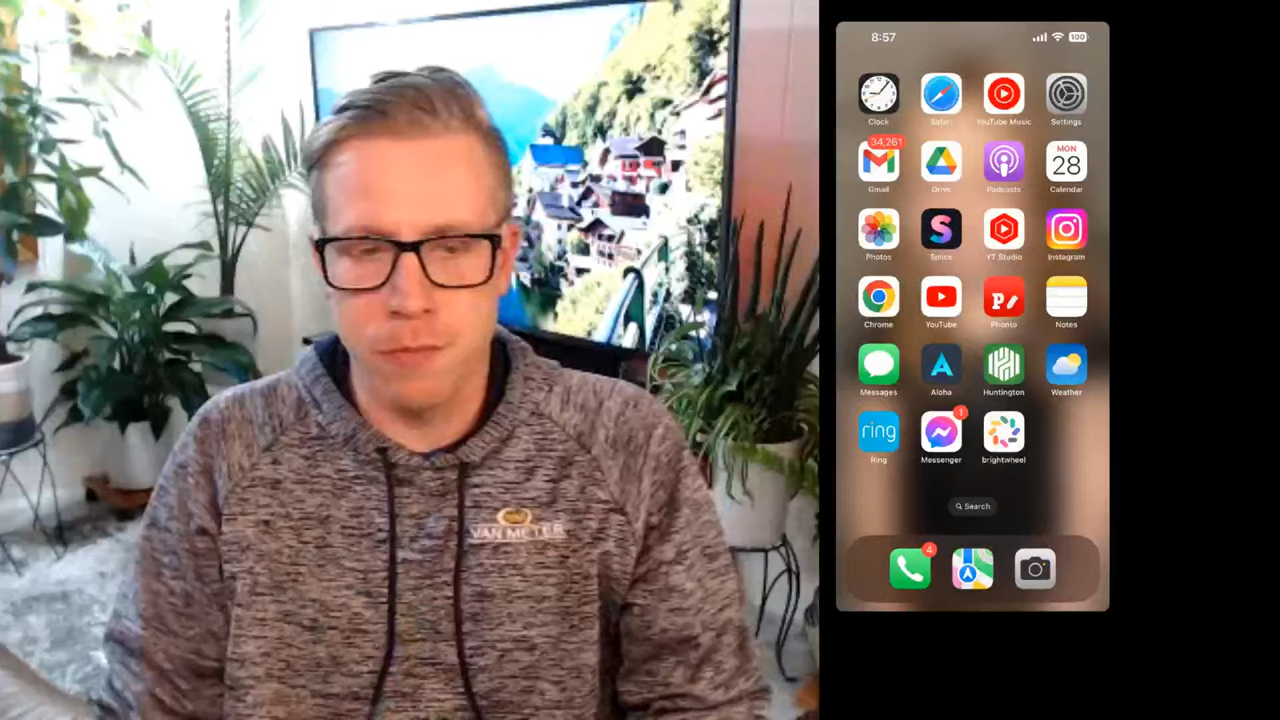 8:57
100
Clock
Safari
YouTube Music
Settings
34,261
Gmail
Drive
Podcasts
MON
28
Calendar
Photos
Splice
YT Studio
Instagram
Chrome
YouTube
Phonto
Notes
Messages
Aloha
Huntington
Weather
ring
1
Ring
Messenger
brightwheel
Search
4
VAN METER